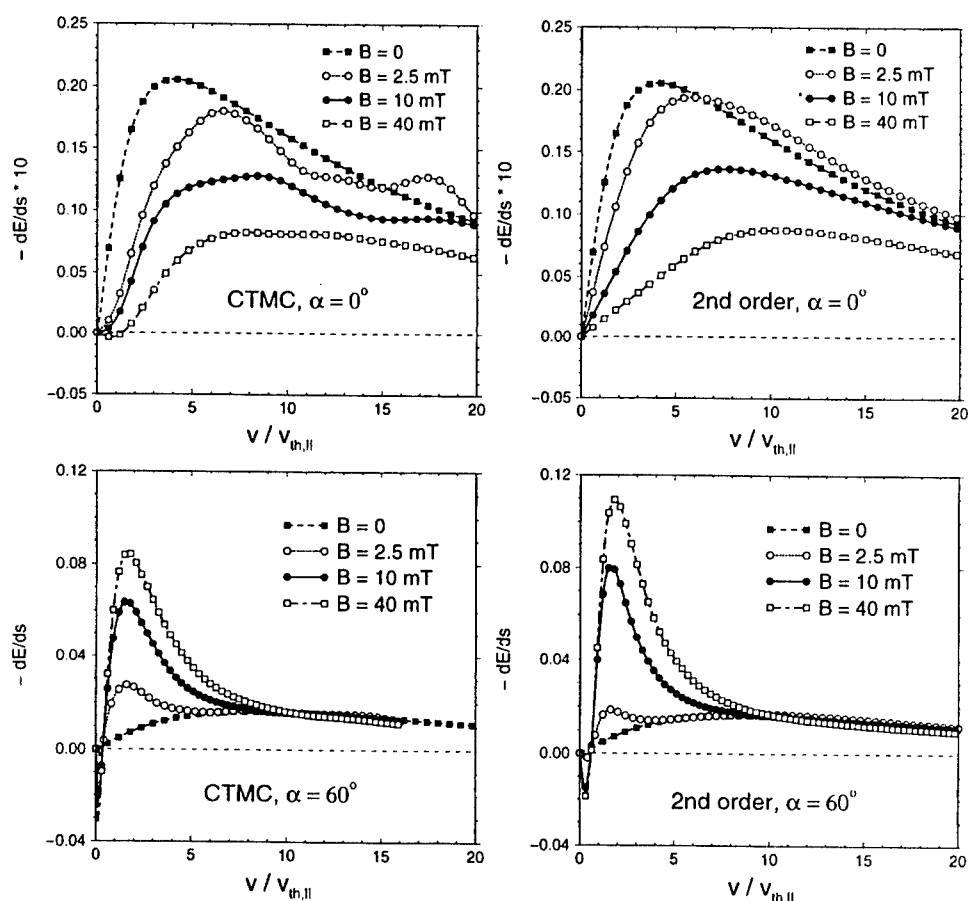 0.25
0.20
0.15
0.10
0.05
0.00
−0.05
− dE/ds * 10
B = 0
B = 2.5 mT
B = 10 mT
B = 40 mT
CTMC, α = 0°
0 5 10 15 20
v / v_th,||
0.25
0.20
0.15
0.10
0.05
0.00
−0.05
− dE/ds * 10
B = 0
B = 2.5 mT
B = 10 mT
B = 40 mT
2nd order, α = 0°
0 5 10 15 20
v / v_th,||
0.12
0.08
0.04
0.00
−0.04
− dE/ds
B = 0
B = 2.5 mT
B = 10 mT
B = 40 mT
CTMC, α = 60°
0 5 10 15 20
v / v_th,||
0.12
0.08
0.04
0.00
−0.04
− dE/ds
B = 0
B = 2.5 mT
B = 10 mT
B = 40 mT
2nd order, α = 60°
0 5 10 15 20
v / v_th,||